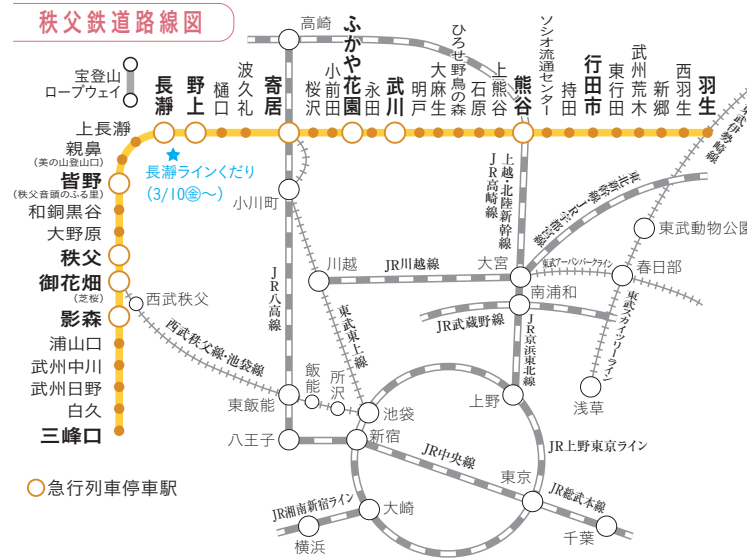 秩父鉄道路線図
高崎
宝登山
ロープウェイ
長瀞
野上
樋口
波久礼
寄居
桜沢
小前田
ふかや花園
永田
武川
明戸
大麻生
ひろせ野鳥の森
石原
上熊谷
熊谷
ソシオ流通センター
持田
行田市
東行田
武州荒木
新郷
西羽生
羽生
上長瀞
親鼻
(美の山登山口)
皆野
(秩父音頭のふる里)
和銅黒谷
大野原
秩父
御花畑
(芝桜)
影森
浦山口
武州中川
武州日野
白久
三峰口
長瀞ラインくだり
(3/10㊎〜)
東武伊勢崎線
上越・北陸新幹線
JR高崎線
東北新幹線
JR宇都宮線
小川町
東武動物公園
川越
JR川越線
大宮
東武アーバンパークライン
春日部
西武秩父
JR八高線
東武東上線
南浦和
JR武蔵野線
JR京浜東北線
東武スカイツリーライン
西武秩父線・池袋線
飯能
所沢
東飯能
池袋
上野
浅草
八王子
新宿
JR中央線
JR上野東京ライン
東京
JR総武本線
JR湘南新宿ライン
大崎
横浜
千葉
急行列車停車駅